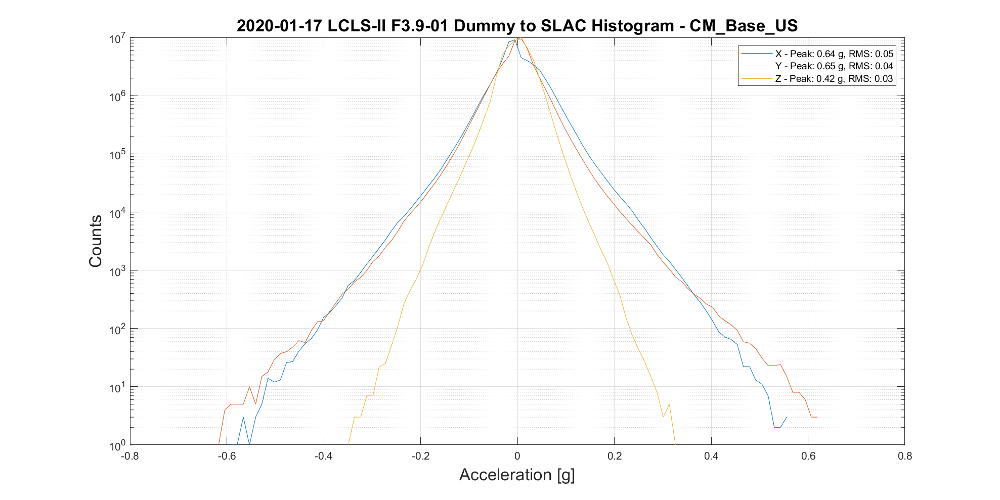 2020-01-17 LCLS-II F3.9-01 Dummy to SLAC Histogram - CM_Base_US
10^7
10^6
10^5
10^4
10^3
10^2
10^1
10^0
Counts
X - Peak: 0.64 g, RMS: 0.05
Y - Peak: 0.65 g, RMS: 0.04
Z - Peak: 0.42 g, RMS: 0.03
-0.8 -0.6 -0.4 -0.2 0 0.2 0.4 0.6 0.8
Acceleration [g]